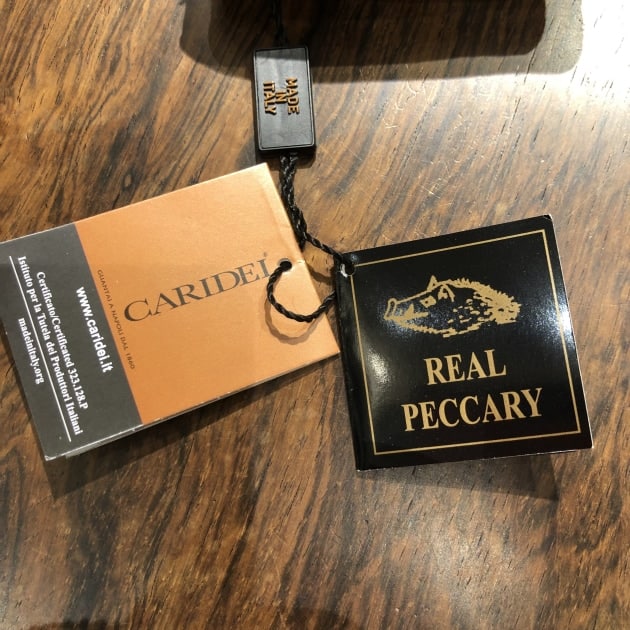 MADE
IN
ITALY
CARIDEI
GUANTAI A NAPOLI DAL 1860
www.caridei.it
Certificato/Certificated 323.128.P
Istituto per la Tutela dei Produttori Italiani
madeinitaly.org
REAL
PECCARY